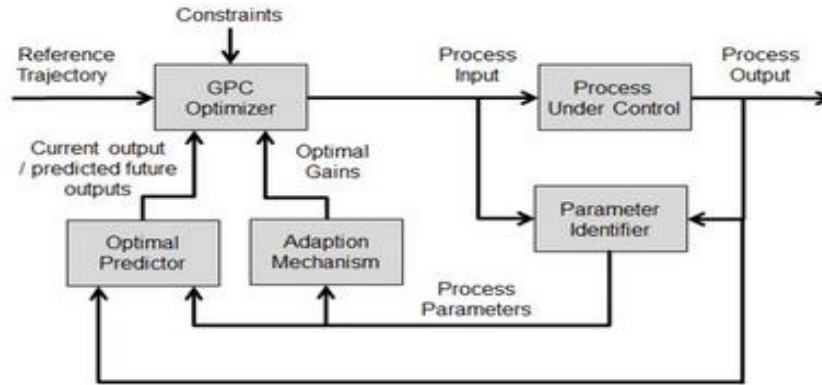 Constraints
Reference
Trajectory
GPC
Optimizer
Process
Input
Process
Under Control
Process
Output
Current output
/ predicted future
outputs
Optimal
Gains
Optimal
Predictor
Adaption
Mechanism
Parameter
Identifier
Process
Parameters